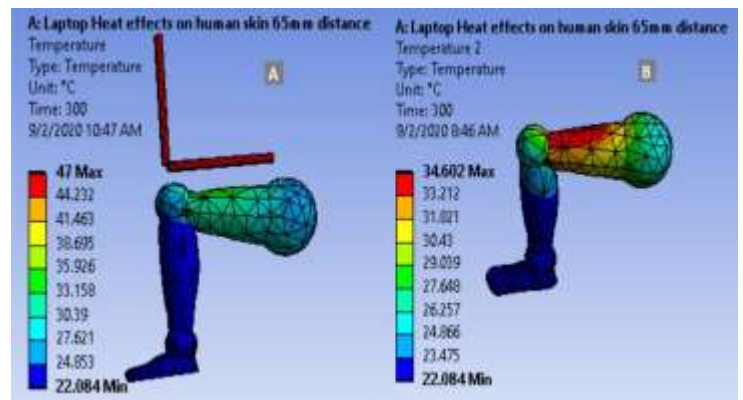 A: Laptop Heat effects on human skin 65mm distance
Temperature
Type: Temperature
Unit: °C
Time: 300
9/2/2020 10:47 AM
A
47 Max
44.232
41.463
38.695
35.926
33.158
30.39
27.621
24.853
22.084 Min
A: Laptop Heat effects on human skin 65mm distance
Temperature 2
Type: Temperature
Unit: °C
Time: 300
9/2/2020 8:46 AM
B
34.602 Max
33.212
31.821
30.43
29.039
27.648
26.257
24.866
23.475
22.084 Min